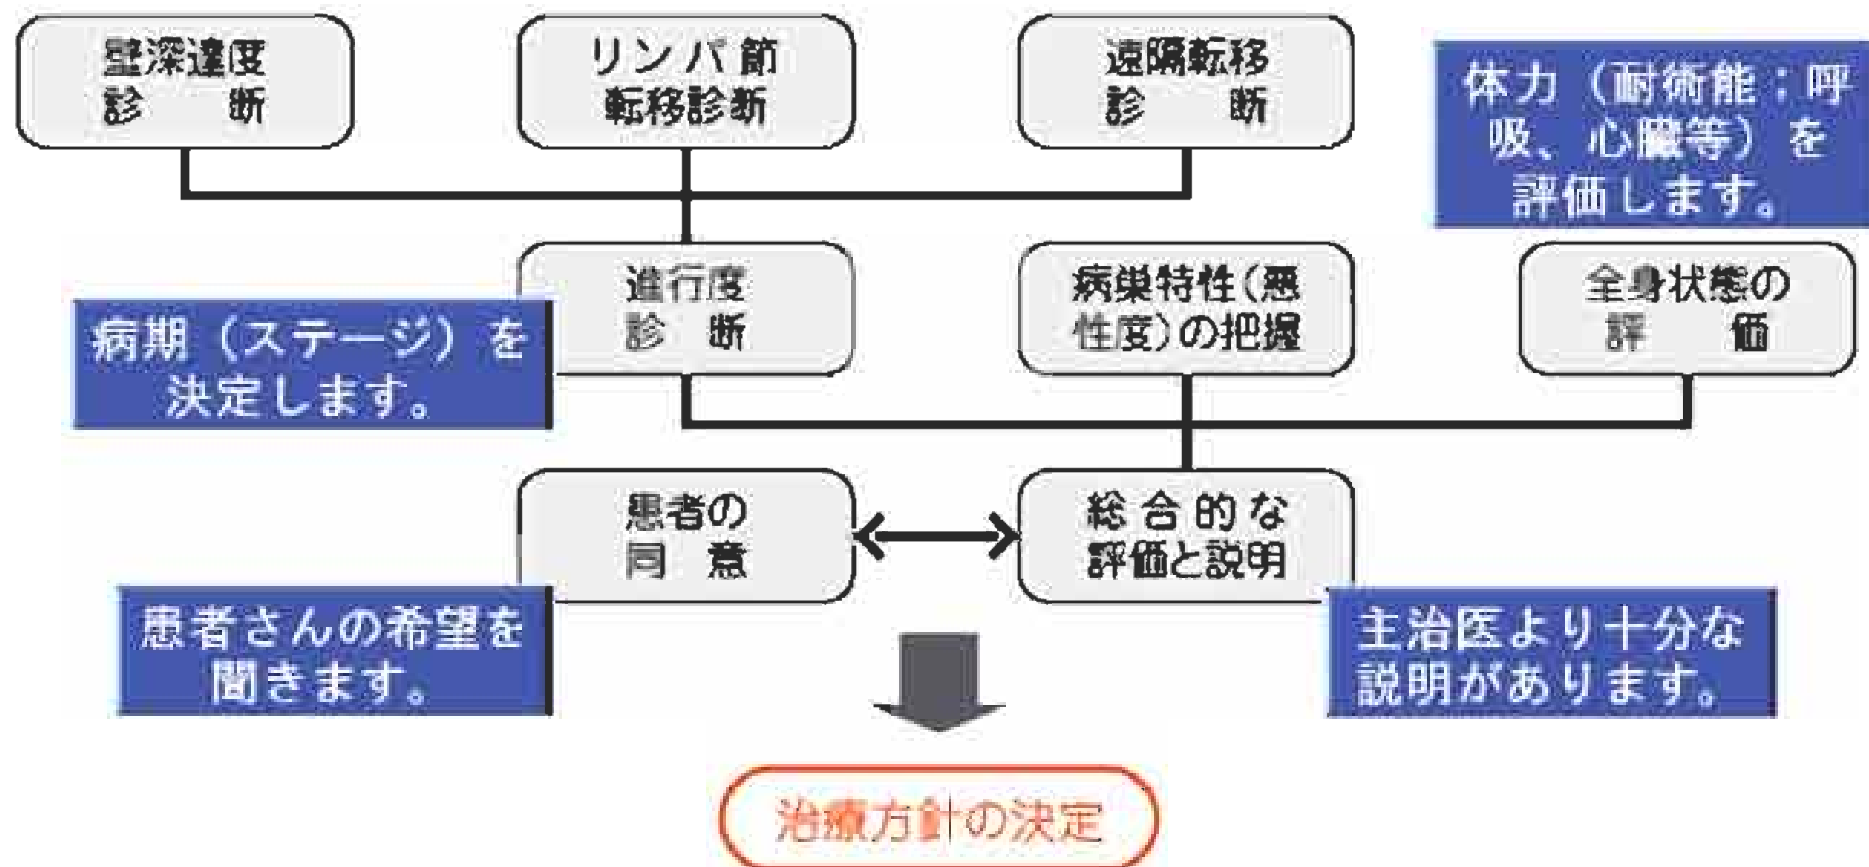 壁深達度
診 断
リンパ節
転移診断
遠隔転移
診 断
体力（耐術能；呼
吸、心臓等）を
評価します。
進行度
診 断
病巣特性（悪
性度）の把握
全身状態の
評 価
病期（ステージ）を
決定します。
患者の
同 意
総合的な
評価と説明
患者さんの希望を
聞きます。
主治医より十分な
説明があります。
治療方針の決定